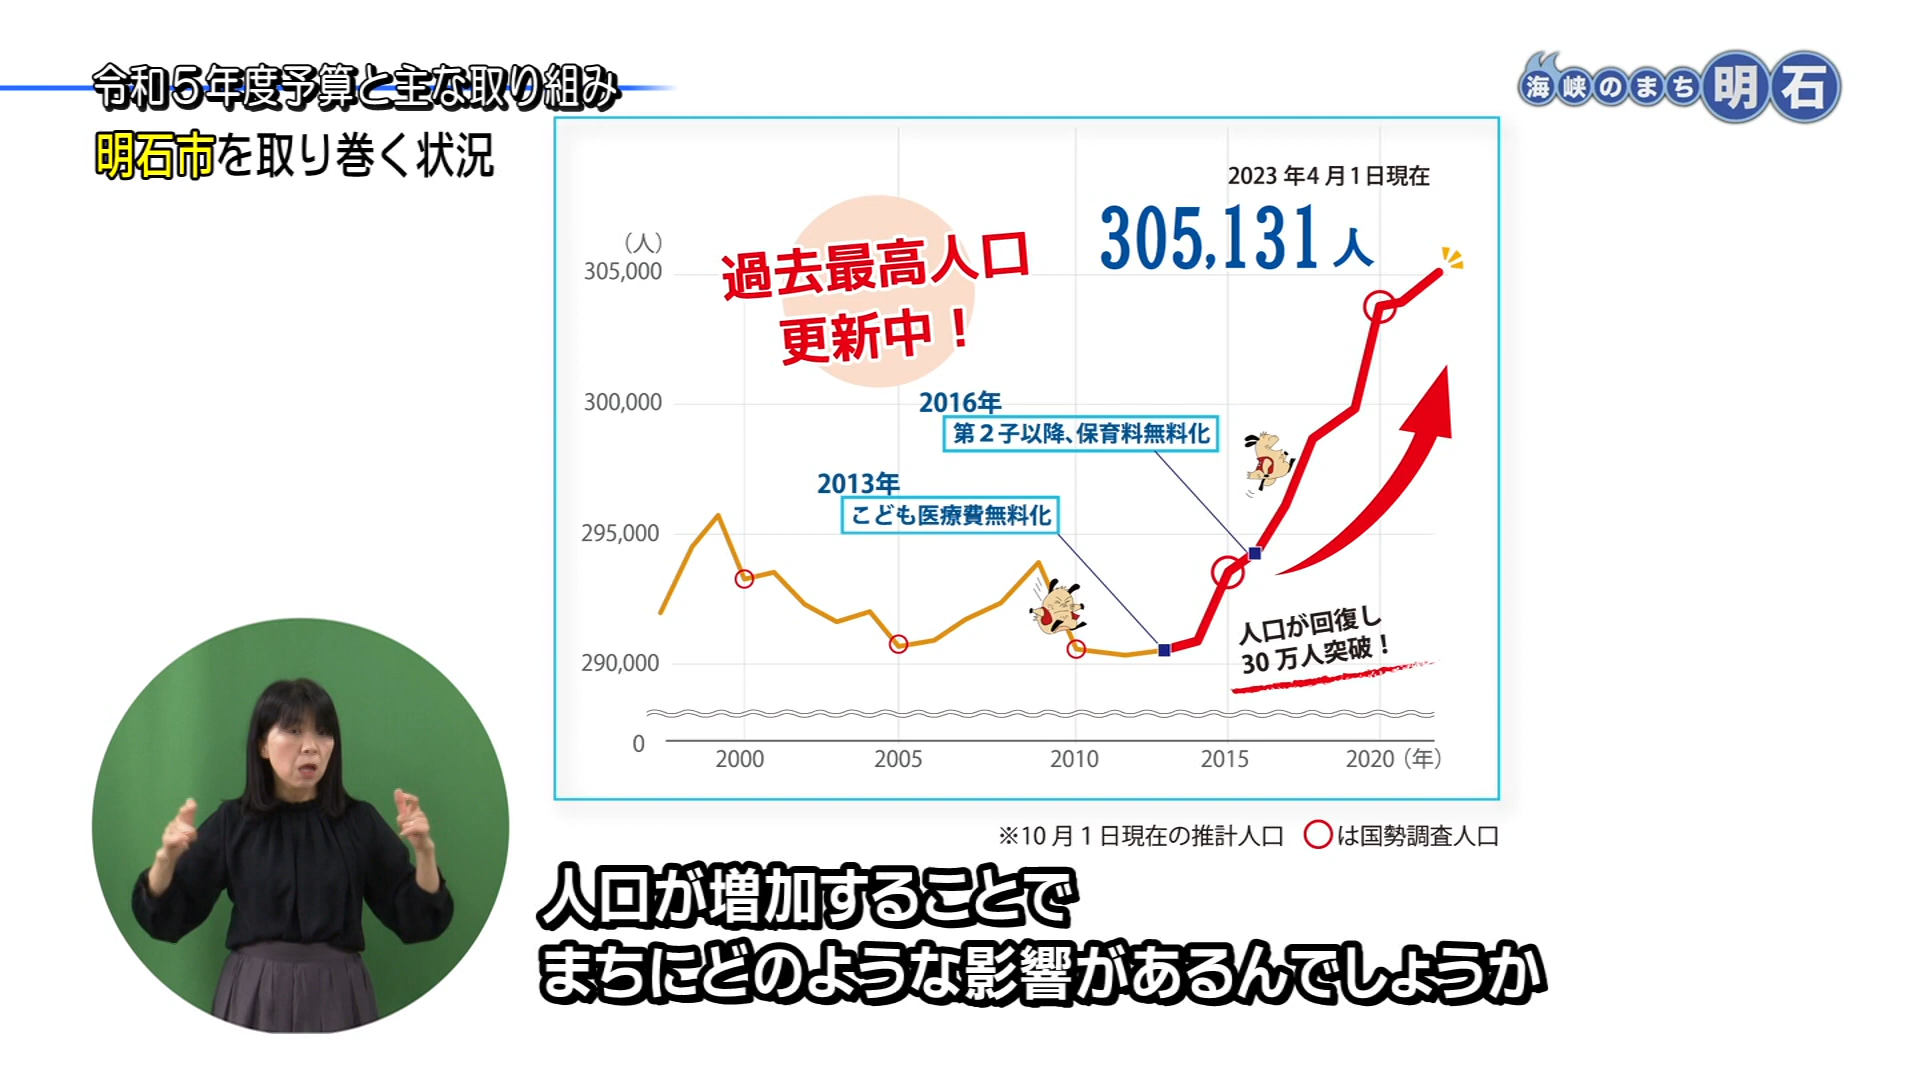 令和５年度予算と主な取り組み
海峡のまち明石
明石市を取り巻く状況
2023年4月1日現在
305,131人
過去最高人口
更新中！
（人）
305,000
300,000
295,000
290,000
0
2016年
第２子以降、保育料無料化
2013年
こども医療費無料化
人口が回復し
30万人突破！
2000
2005
2010
2015
2020（年）
※10月1日現在の推計人口 ○は国勢調査人口
人口が増加することで
まちにどのような影響があるんでしょうか